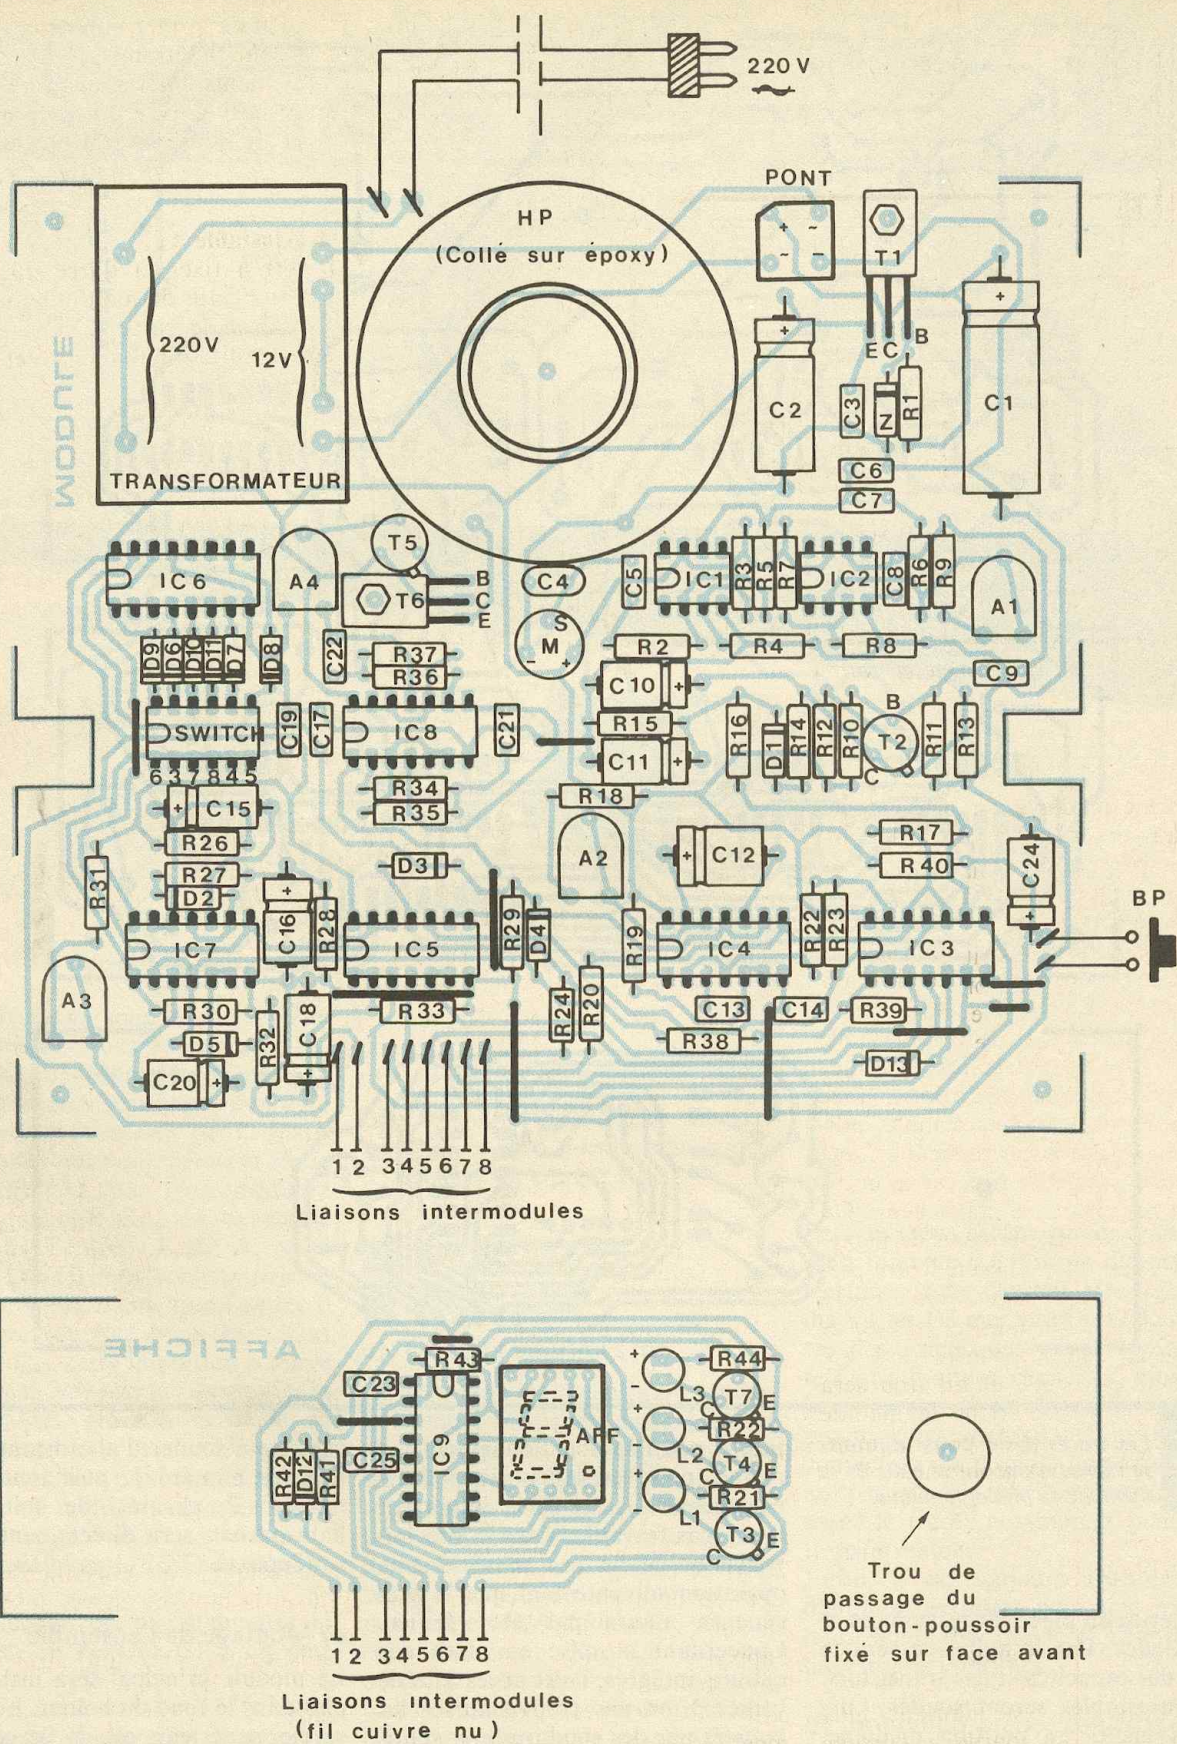 220 V
PONT
HP
(Collé sur époxy)
+ ~
~ −
T1
220V
12V
E C B
+
+
MODULE
C2
C3
Z
R1
C1
TRANSFORMATEUR
C6
C7
IC6
A4
T5
T6
B
C
E
C4
C5
IC1
R3
R5
R7
IC2
C8
R6
R9
A1
S
M
- +
D9
D6
D10
D11
D7
D8
C22
R37
R36
R2
R4
R8
C9
C10 +
SWITCH
C19
C17
IC8
C21
R15
R16
D1
R14
R12
R10
B
T2
C
R11
R13
C11 +
6 3 7 8 4 5
+ C15
R34
R35
R18
R26
R31
R27
D2
D3
A2
+ C12
R17
R40
C24
+
BP
+
C16
R28
IC7
IC5
R29
D4
R19
IC4
R22
R23
IC3
A3
R30
R32
C18
+
R33
R24
R20
C13
C14
R39
D5
R38
D13
C20 +
1 2 3 4 5 6 7 8
Liaisons intermodules
AFFICHE
R43
C23
IC9
AFF
+
-
L3
R44
T7
C E
R22
+
-
L2
T4
C E
R21
+
-
L1
T3
C E
R42
D12
R41
C25
Trou de
passage du
bouton-poussoir
fixé sur face avant
1 2 3 4 5 6 7 8
Liaisons intermodules
(fil cuivre nu)